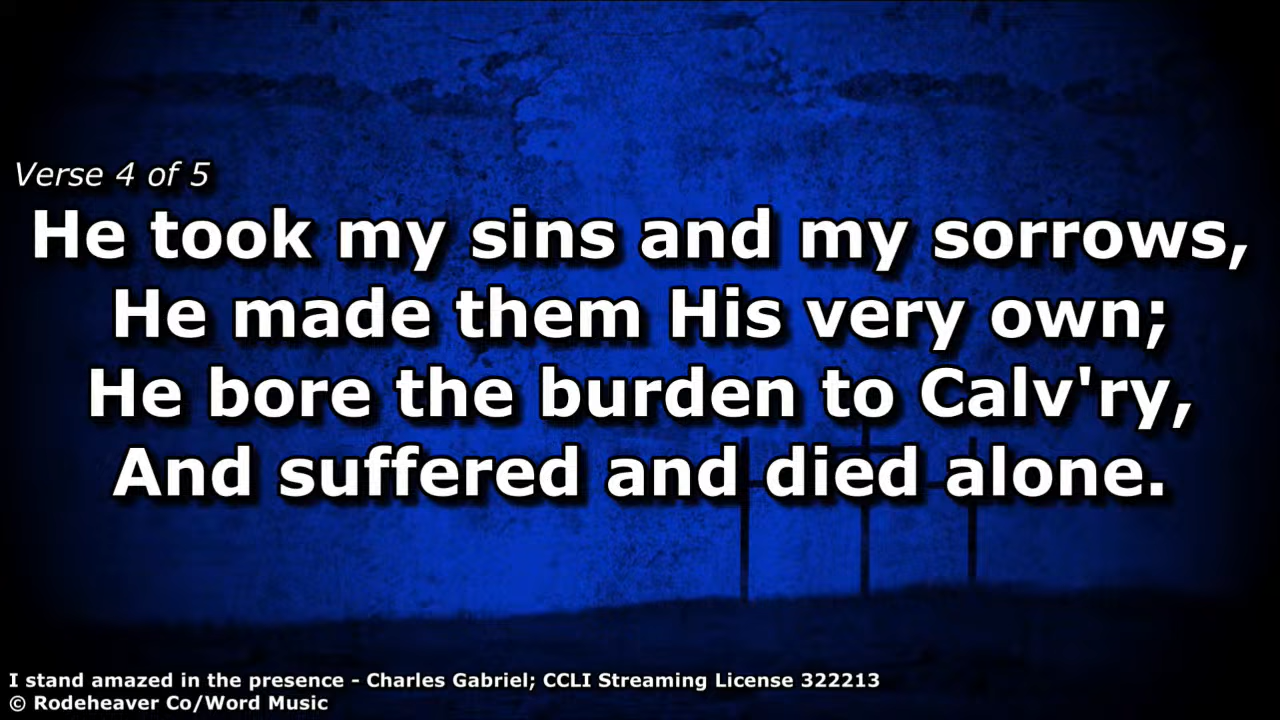 Verse 4 of 5
He took my sins and my sorrows,
He made them His very own;
He bore the burden to Calv'ry,
And suffered and died alone.
I stand amazed in the presence - Charles Gabriel; CCLI Streaming License 322213
© Rodeheaver Co/Word Music